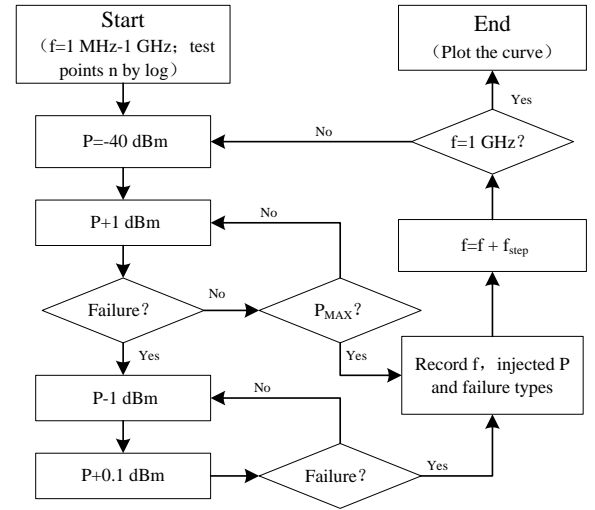 Start
（f=1 MHz-1 GHz；test
points n by log）
End
（Plot the curve）
Yes
P=-40 dBm
No
f=1 GHz？
P+1 dBm
No
f=f + fstep
Failure？
No
PMAX？
Yes
Yes
Record f，injected P
and failure types
P-1 dBm
No
P+0.1 dBm
Failure？
Yes